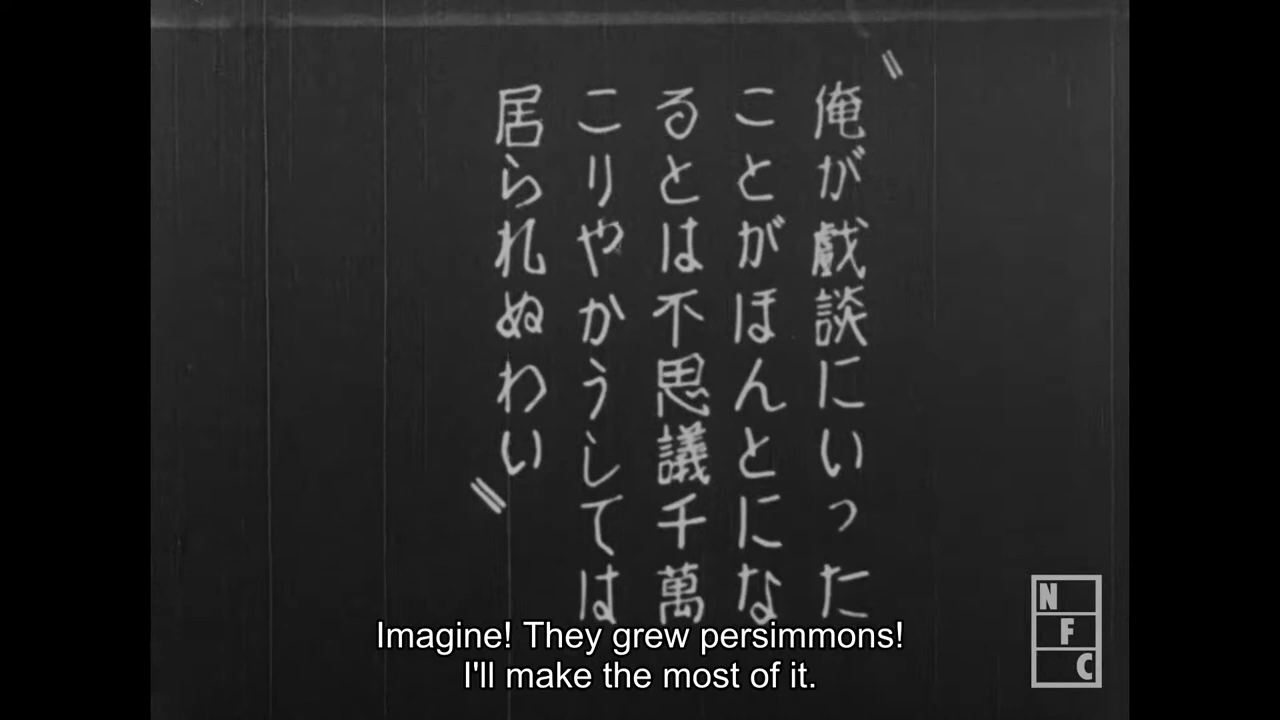 〝俺が戯談にいった
ことがほんとにな
るとは不思議千萬
こりやかうしては
居られぬわい〟
Imagine! They grew persimmons!
I'll make the most of it.
N
F
C